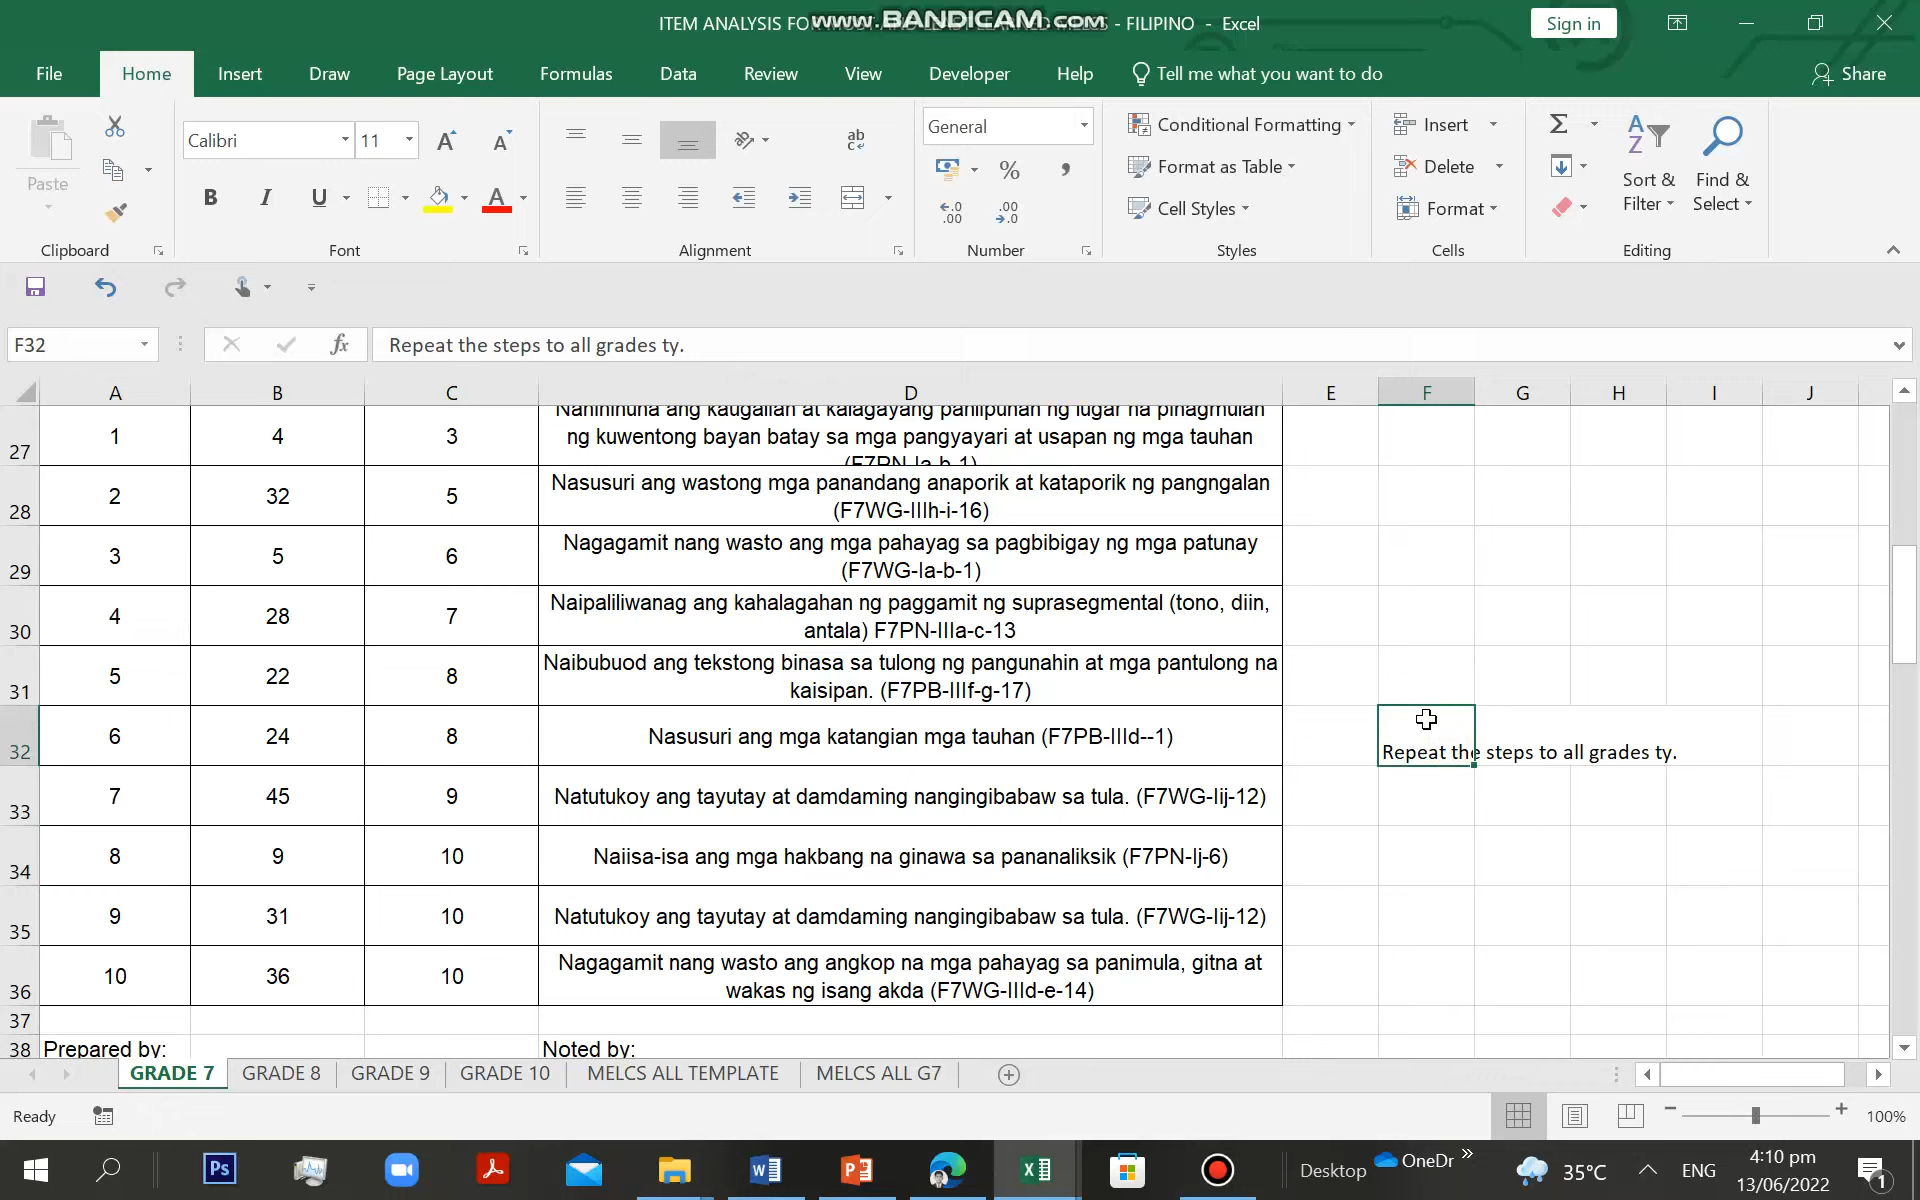 ITEM ANALYSIS FO
www.BANDICAM.com
- FILIPINO - Excel
Sign in
File Home Insert Draw Page Layout Formulas Data Review View Developer Help Tell me what you want to do Share
Paste
Calibri 11
General
Conditional Formatting
Format as Table
Cell Styles
Insert
Delete
Format
Sort & Filter
Find & Select
Clipboard Font Alignment Number Styles Cells Editing
F32 fx Repeat the steps to all grades ty.
A B C D E F G H I J
ng kuwentong bayan batay sa mga pangyayari at usapan ng mga tauhan
27 1 4 3
Nasusuri ang wastong mga panandang anaporik at kataporik ng pangngalan
28 2 32 5 (F7WG-IIIh-i-16)
Nagagamit nang wasto ang mga pahayag sa pagbibigay ng mga patunay
29 3 5 6 (F7WG-Ia-b-1)
Naipaliliwanag ang kahalagahan ng paggamit ng suprasegmental (tono, diin,
30 4 28 7 antala) F7PN-IIIa-c-13
Naibubuod ang tekstong binasa sa tulong ng pangunahin at mga pantulong na
31 5 22 8 kaisipan. (F7PB-IIIf-g-17)
32 6 24 8 Nasusuri ang mga katangian mga tauhan (F7PB-IIId--1) Repeat the steps to all grades ty.
33 7 45 9 Natutukoy ang tayutay at damdaming nangingibabaw sa tula. (F7WG-Iij-12)
34 8 9 10 Naiisa-isa ang mga hakbang na ginawa sa pananaliksik (F7PN-Ij-6)
35 9 31 10 Natutukoy ang tayutay at damdaming nangingibabaw sa tula. (F7WG-Iij-12)
Nagagamit nang wasto ang angkop na mga pahayag sa panimula, gitna at
36 10 36 10 wakas ng isang akda (F7WG-IIId-e-14)
37
38 Prepared by: Noted by:
GRADE 7 GRADE 8 GRADE 9 GRADE 10 MELCS ALL TEMPLATE MELCS ALL G7
Ready 100%
Desktop OneDr 35°C ENG 4:10 pm
13/06/2022
1